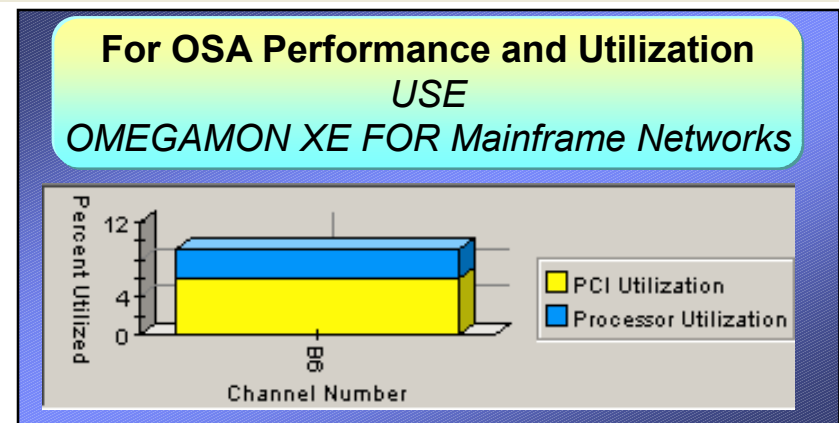 For OSA Performance and Utilization
USE
OMEGAMON XE FOR Mainframe Networks
Percent Utilized
12
4
0
B6
Channel Number
PCI Utilization
Processor Utilization